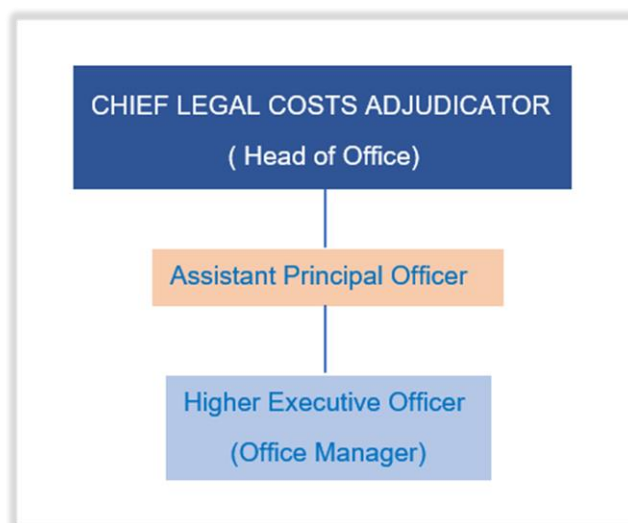 CHIEF LEGAL COSTS ADJUDICATOR
( Head of Office)
Assistant Principal Officer
Higher Executive Officer
(Office Manager)